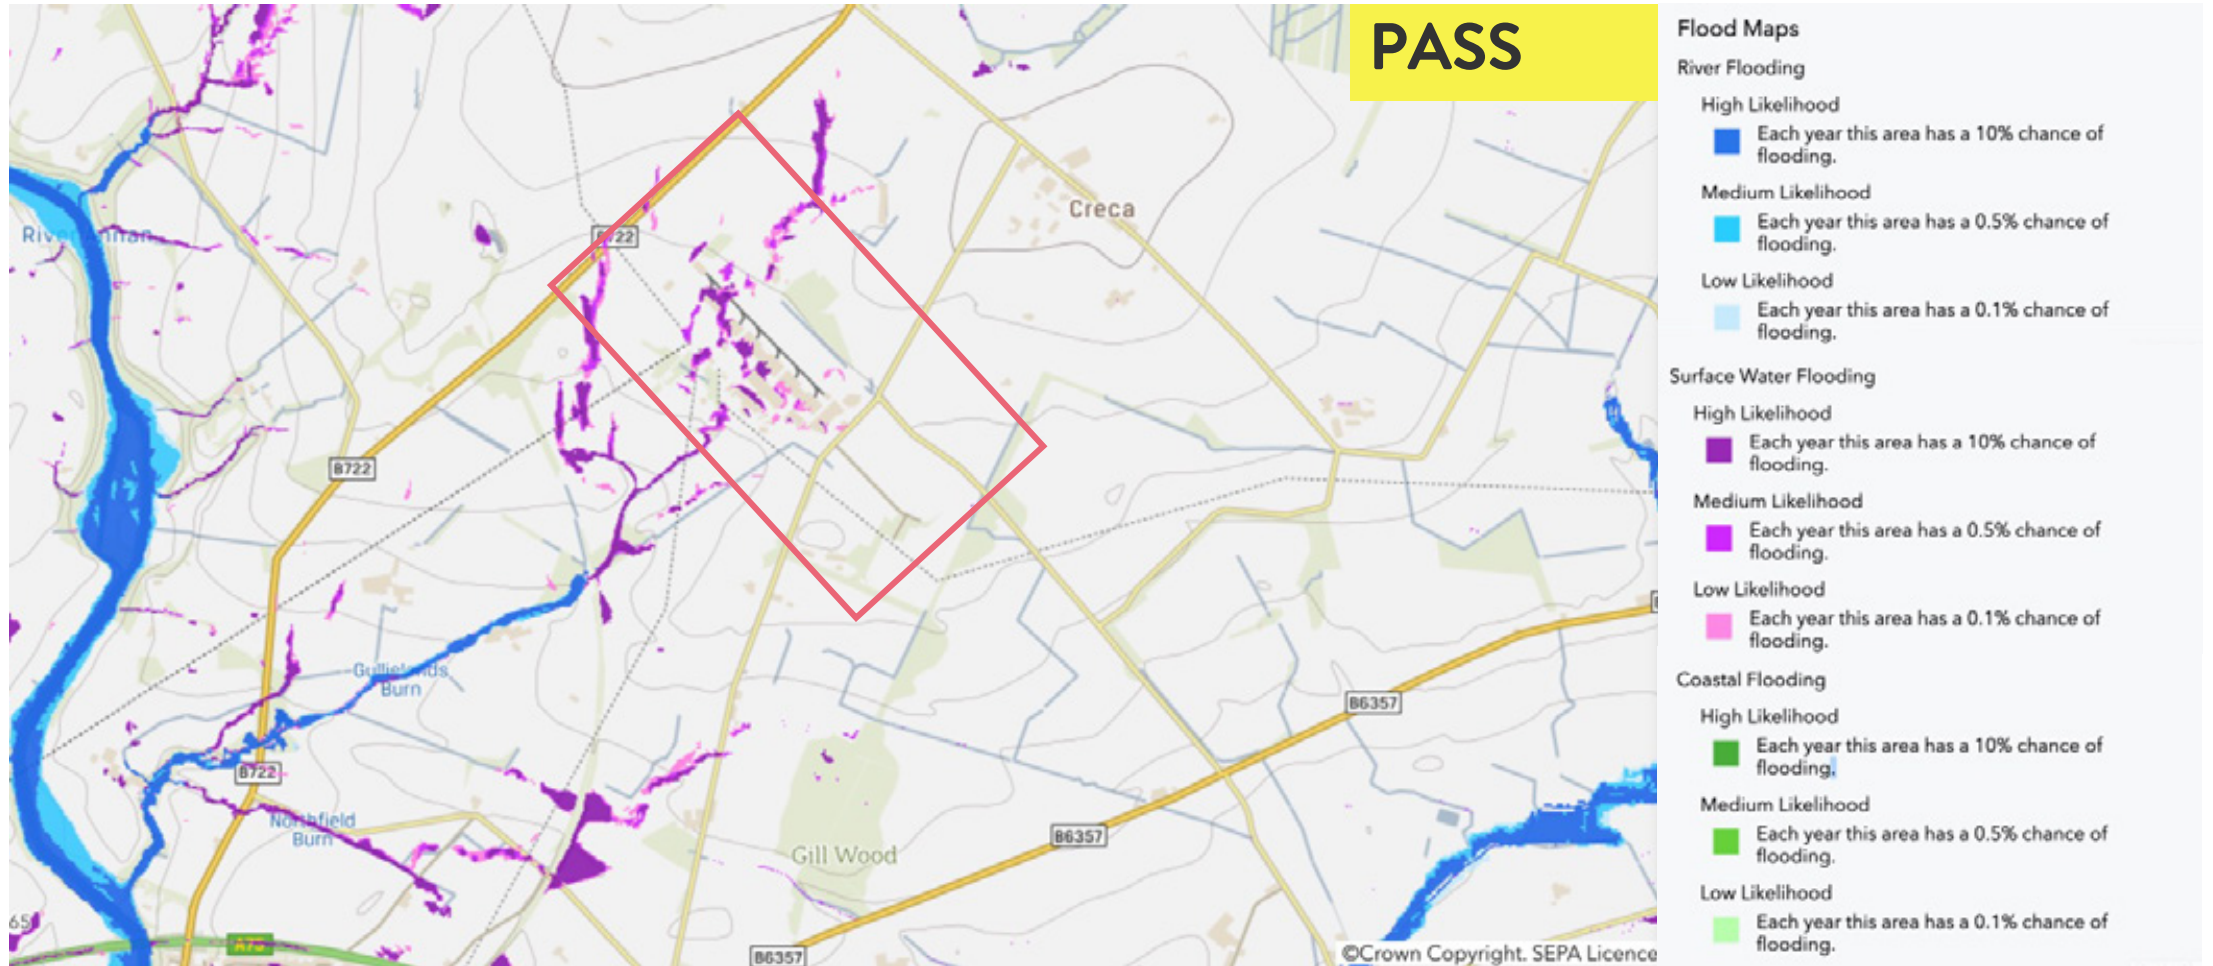 PASS
Creca
River Annan
B722
B722
Gullielands
Burn
B722
Northfield
Burn
Gill Wood
B6357
B6357
B6357
A75
©Crown Copyright. SEPA Licence
Flood Maps
River Flooding
High Likelihood
Each year this area has a 10% chance of
flooding.
Medium Likelihood
Each year this area has a 0.5% chance of
flooding.
Low Likelihood
Each year this area has a 0.1% chance of
flooding.
Surface Water Flooding
High Likelihood
Each year this area has a 10% chance of
flooding.
Medium Likelihood
Each year this area has a 0.5% chance of
flooding.
Low Likelihood
Each year this area has a 0.1% chance of
flooding.
Coastal Flooding
High Likelihood
Each year this area has a 10% chance of
flooding.
Medium Likelihood
Each year this area has a 0.5% chance of
flooding.
Low Likelihood
Each year this area has a 0.1% chance of
flooding.